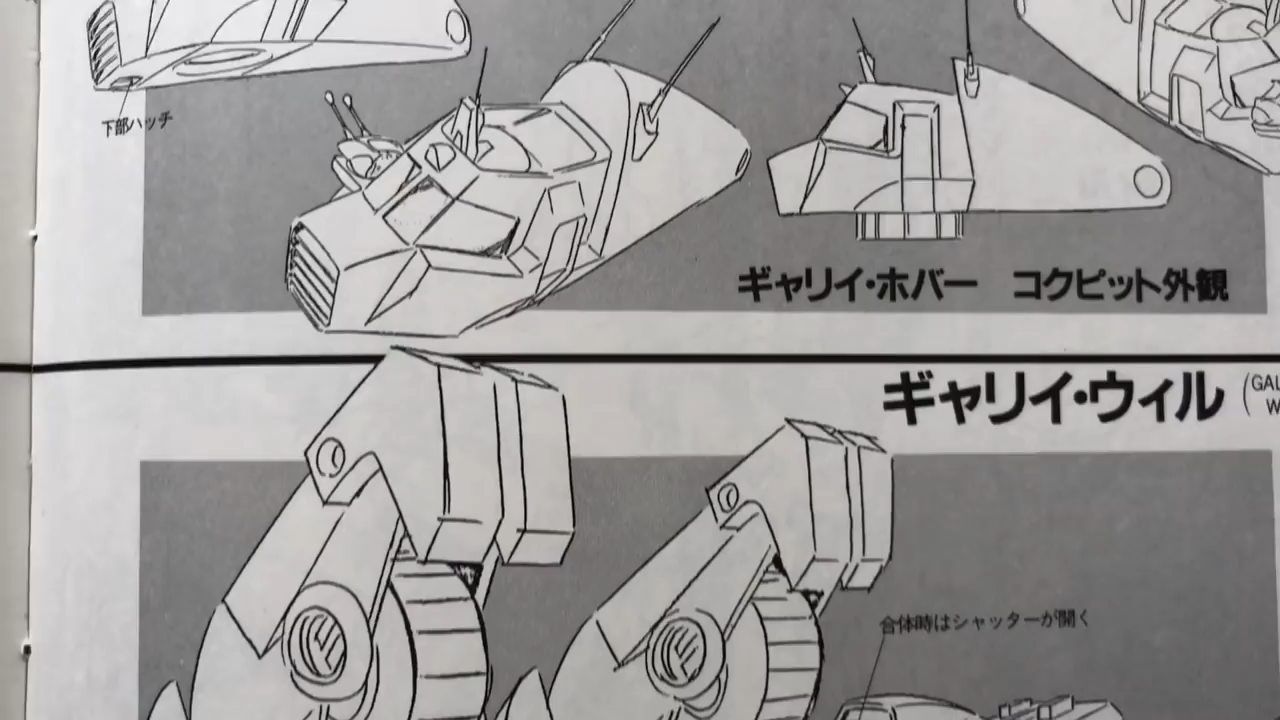 下部ハッチ
ギャリイ・ホバー コクピット外観
ギャリイ・ウィル
(GAL
W
合体時はシャッターが開く